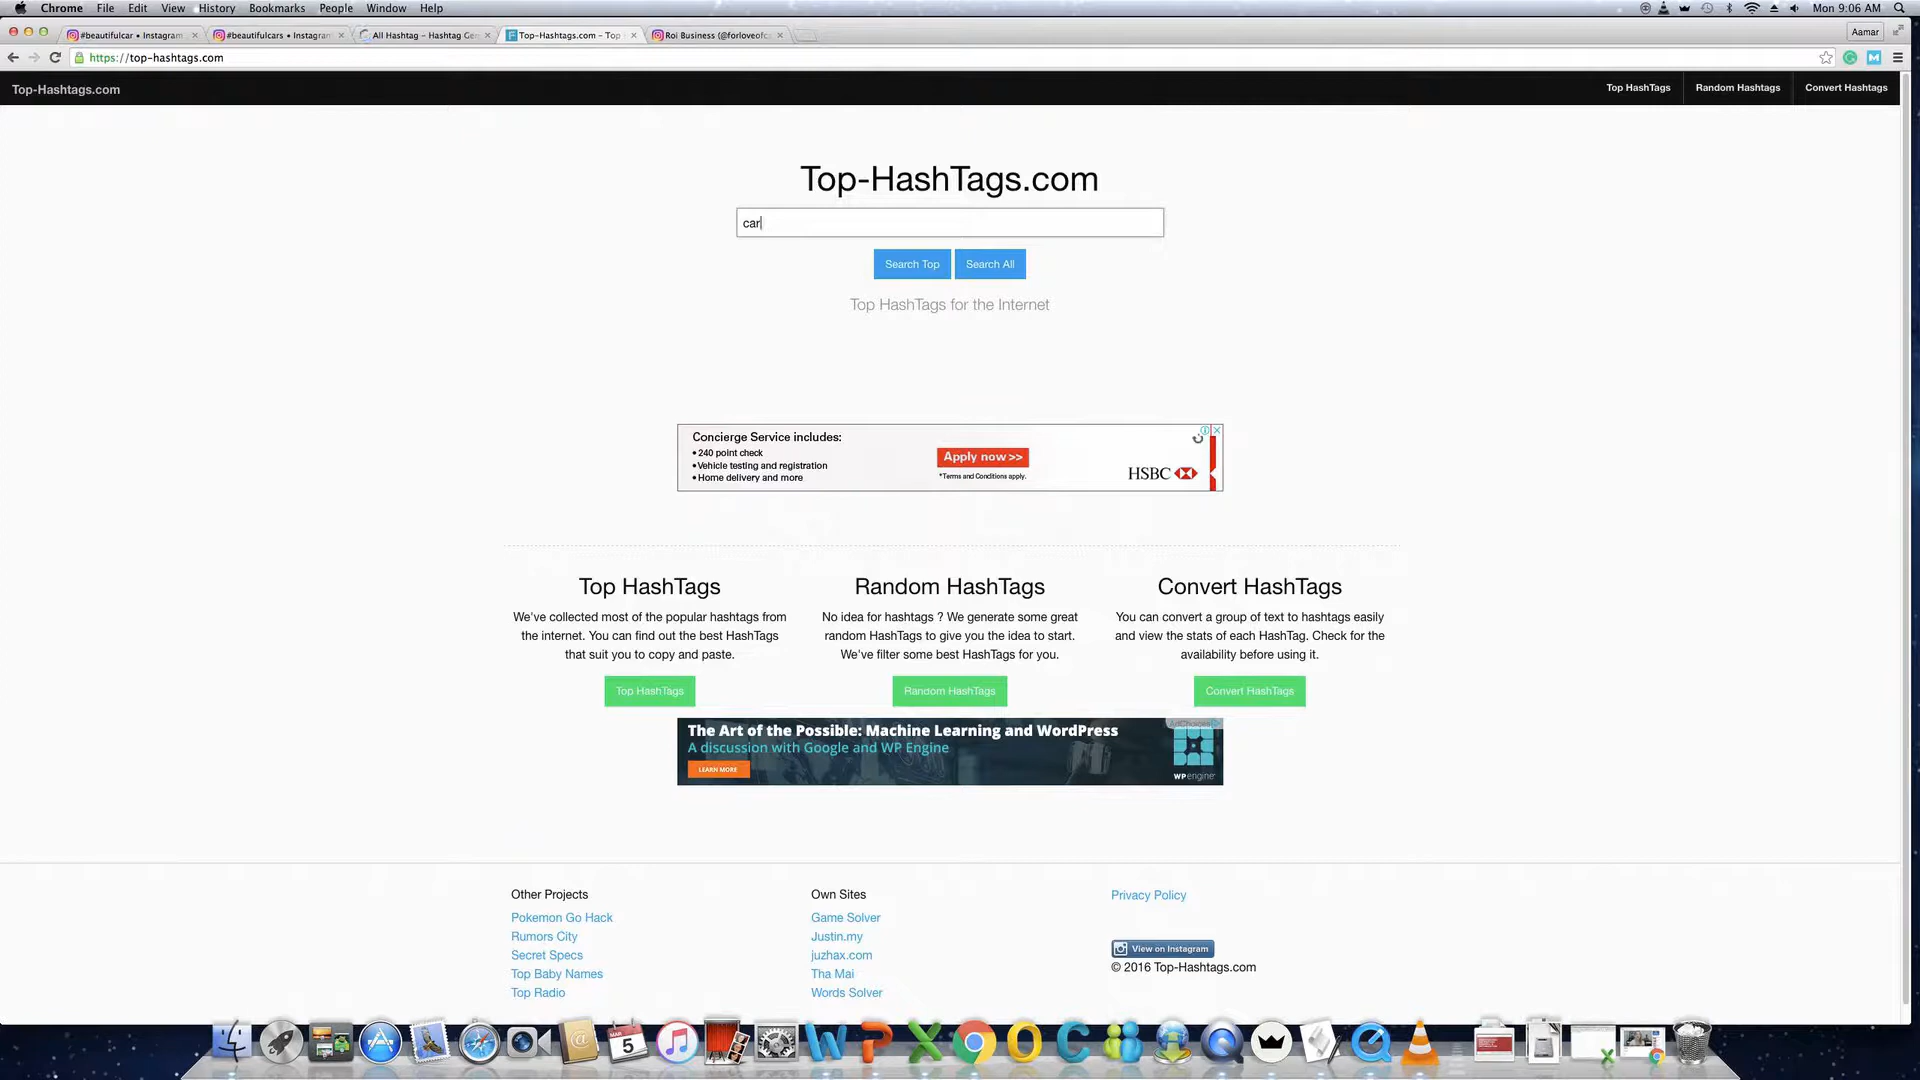 Chrome File Edit View History Bookmarks People Window Help Mon 9:06 AM
#beautifulcar • Instagram #beautifulcars • Instagram All Hashtag – Hashtag Gen Top-Hashtags.com – Top Roi Business (@forloveofc Aamar
https://top-hashtags.com
Top-Hashtags.com Top HashTags Random Hashtags Convert Hashtags
Top-HashTags.com
car
Search Top Search All
Top HashTags for the Internet
Concierge Service includes:
• 240 point check
• Vehicle testing and registration
• Home delivery and more
Apply now >>
*Terms and Conditions apply.
HSBC
Top HashTags
We've collected most of the popular hashtags from
the internet. You can find out the best HashTags
that suit you to copy and paste.
Top HashTags
Random HashTags
No idea for hashtags ? We generate some great
random HashTags to give you the idea to start.
We've filter some best HashTags for you.
Random HashTags
Convert HashTags
You can convert a group of text to hashtags easily
and view the stats of each HashTag. Check for the
availability before using it.
Convert HashTags
The Art of the Possible: Machine Learning and WordPress
A discussion with Google and WP Engine
LEARN MORE
AdChoices
WP engine
Other Projects
Pokemon Go Hack
Rumors City
Secret Specs
Top Baby Names
Top Radio
Own Sites
Game Solver
Justin.my
juzhax.com
Tha Mai
Words Solver
Privacy Policy
View on Instagram
© 2016 Top-Hashtags.com
MAR
5